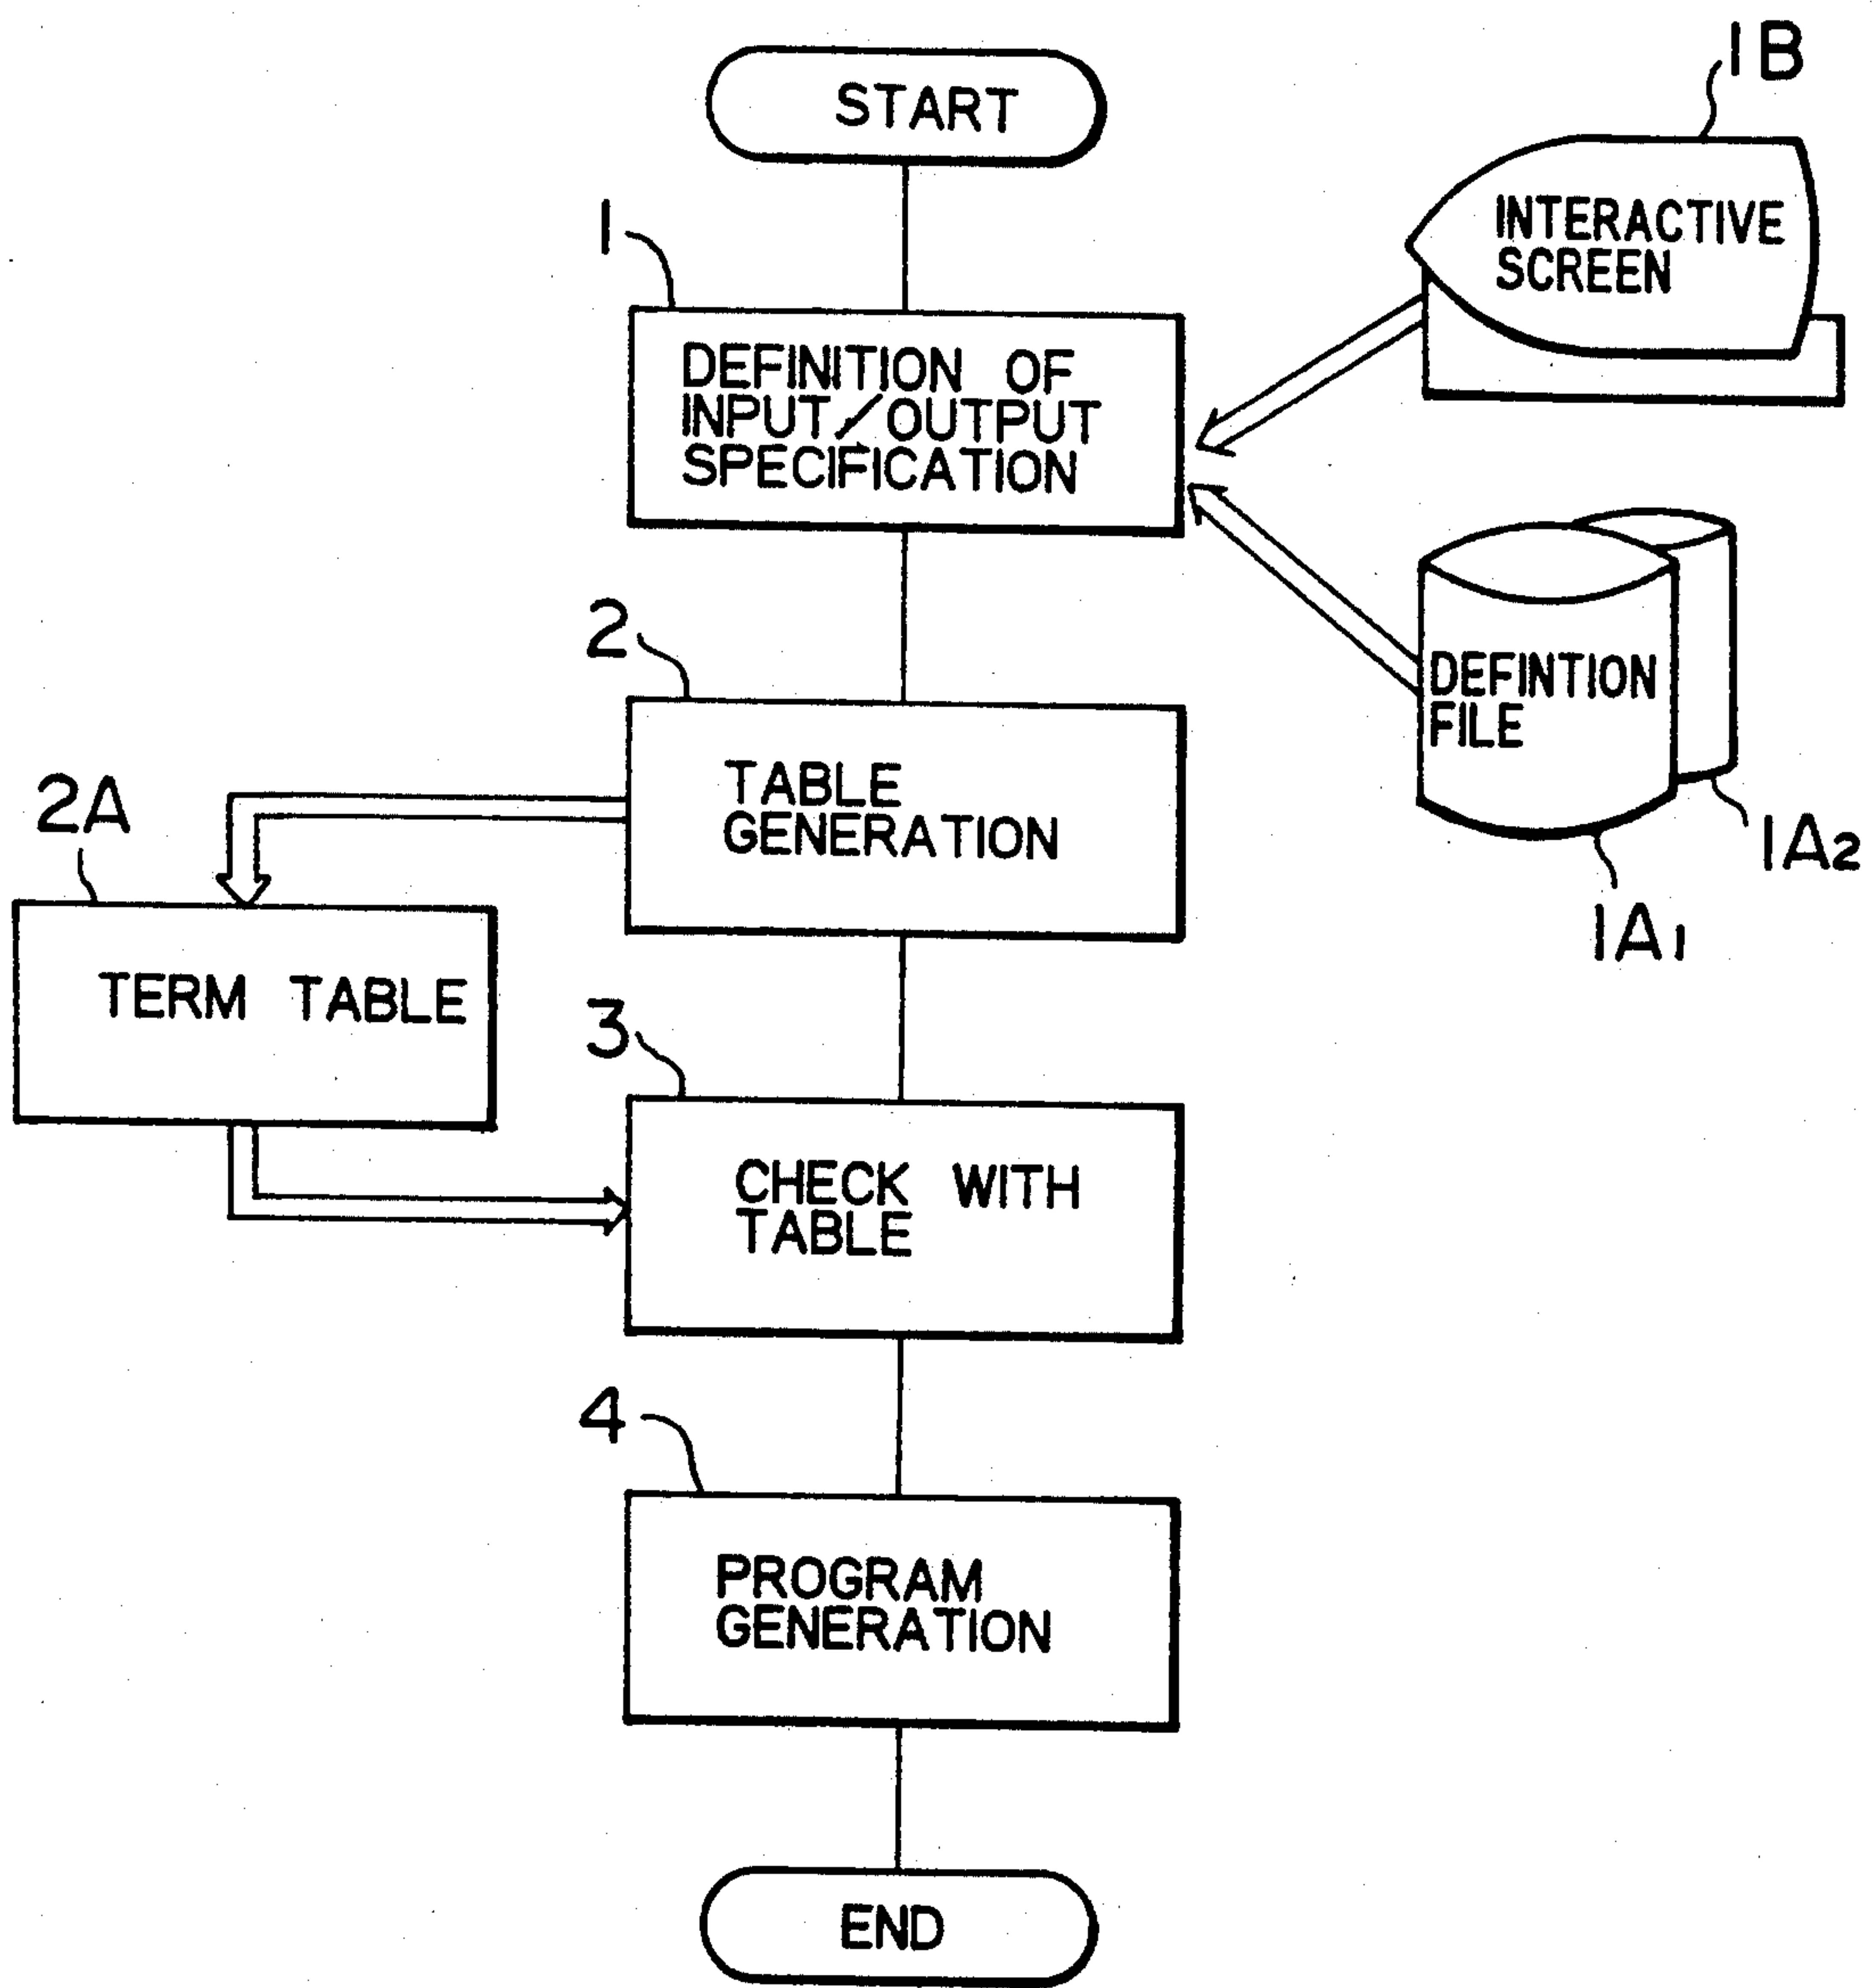 START
1B
INTERACTIVE
SCREEN
1
DEFINITION OF
INPUT/OUTPUT
SPECIFICATION
2
DEFINTION
FILE
1A2
1A1
TABLE
GENERATION
2A
TERM TABLE
3
CHECK WITH
TABLE
4
PROGRAM
GENERATION
END